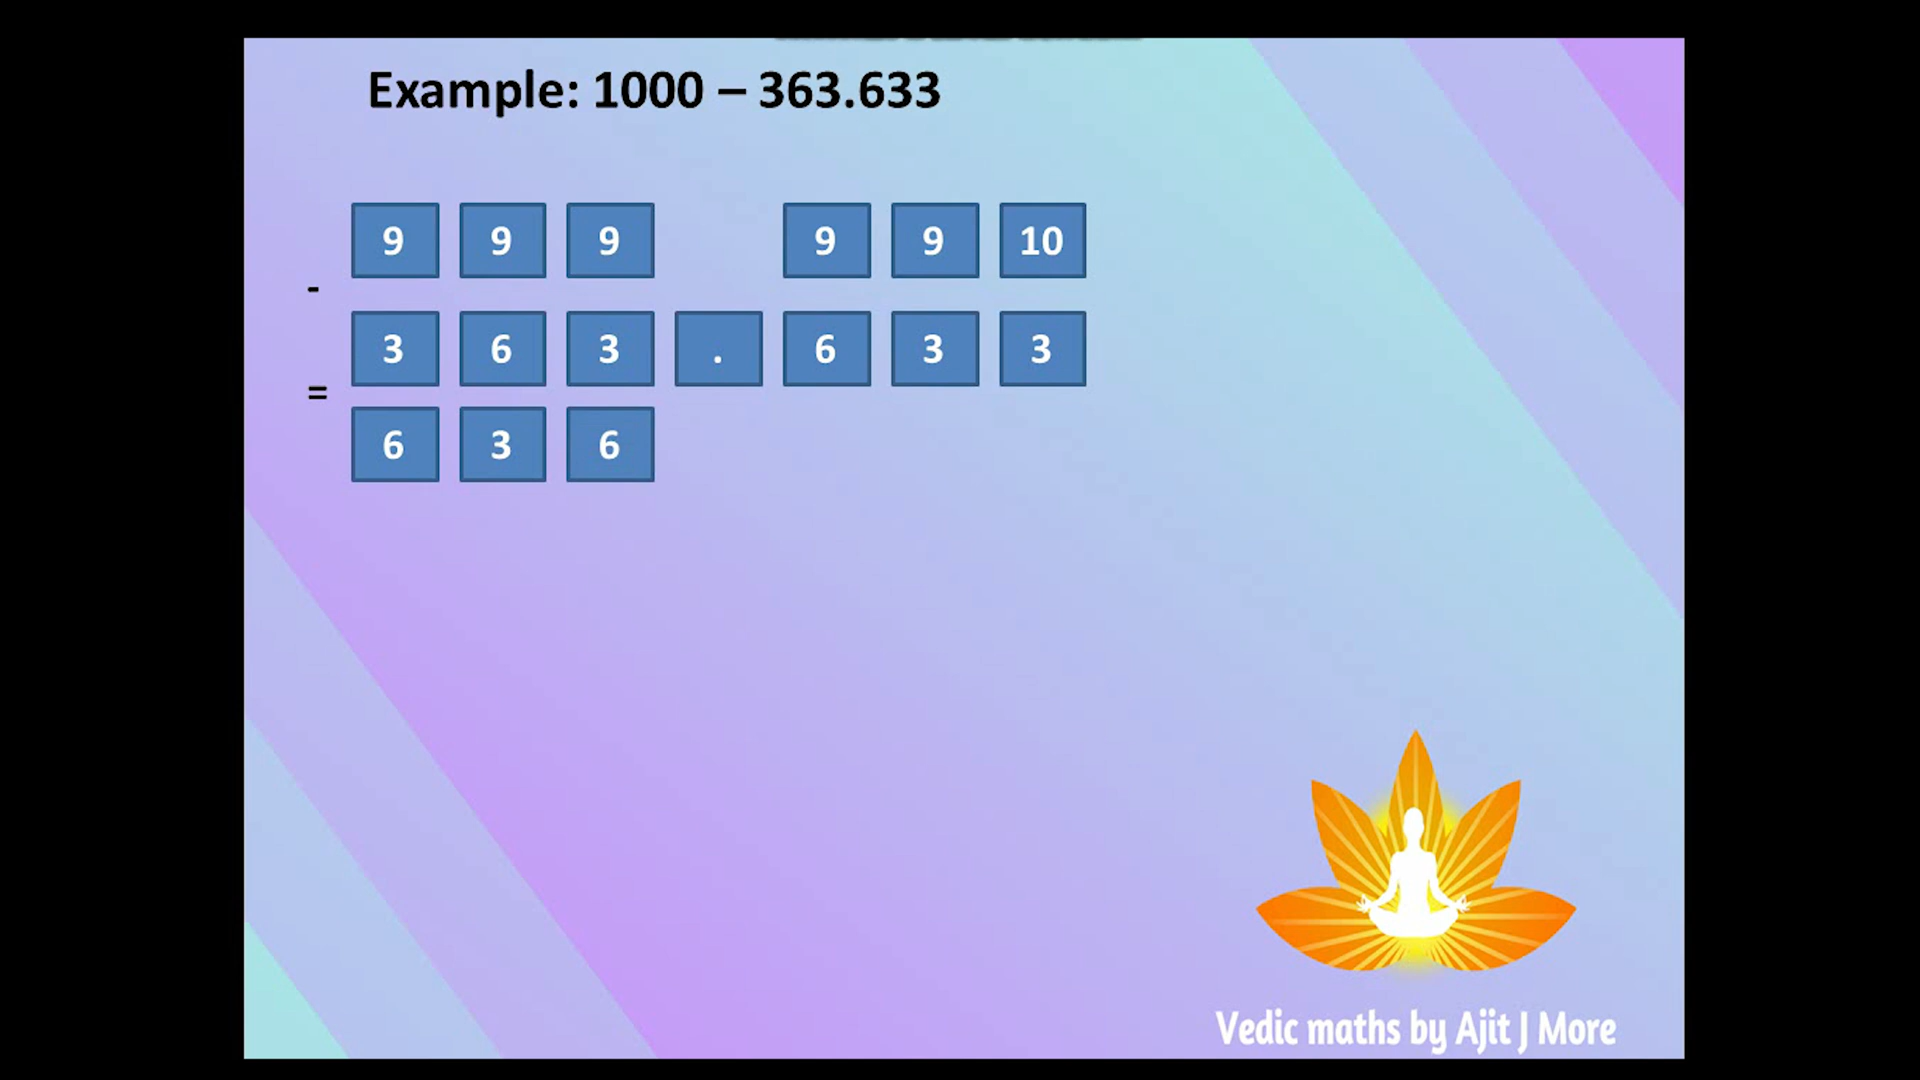 Example: 1000 – 363.633
9 9 9 9 9 10
-
3 6 3 . 6 3 3
=
6 3 6
Vedic maths by Ajit J More